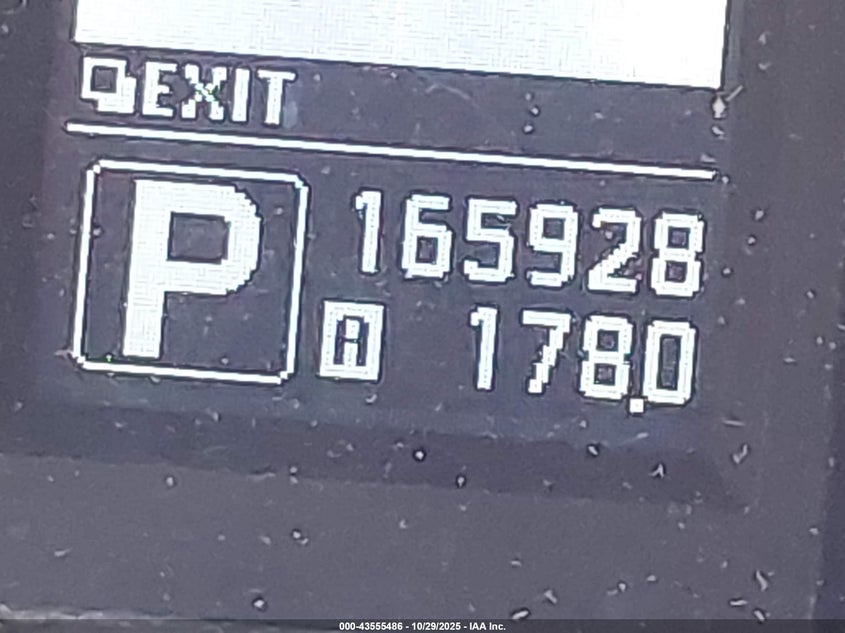 EXIT
P
165928
A 178.0
000-43555486 - 10/29/2025 - IAA Inc.